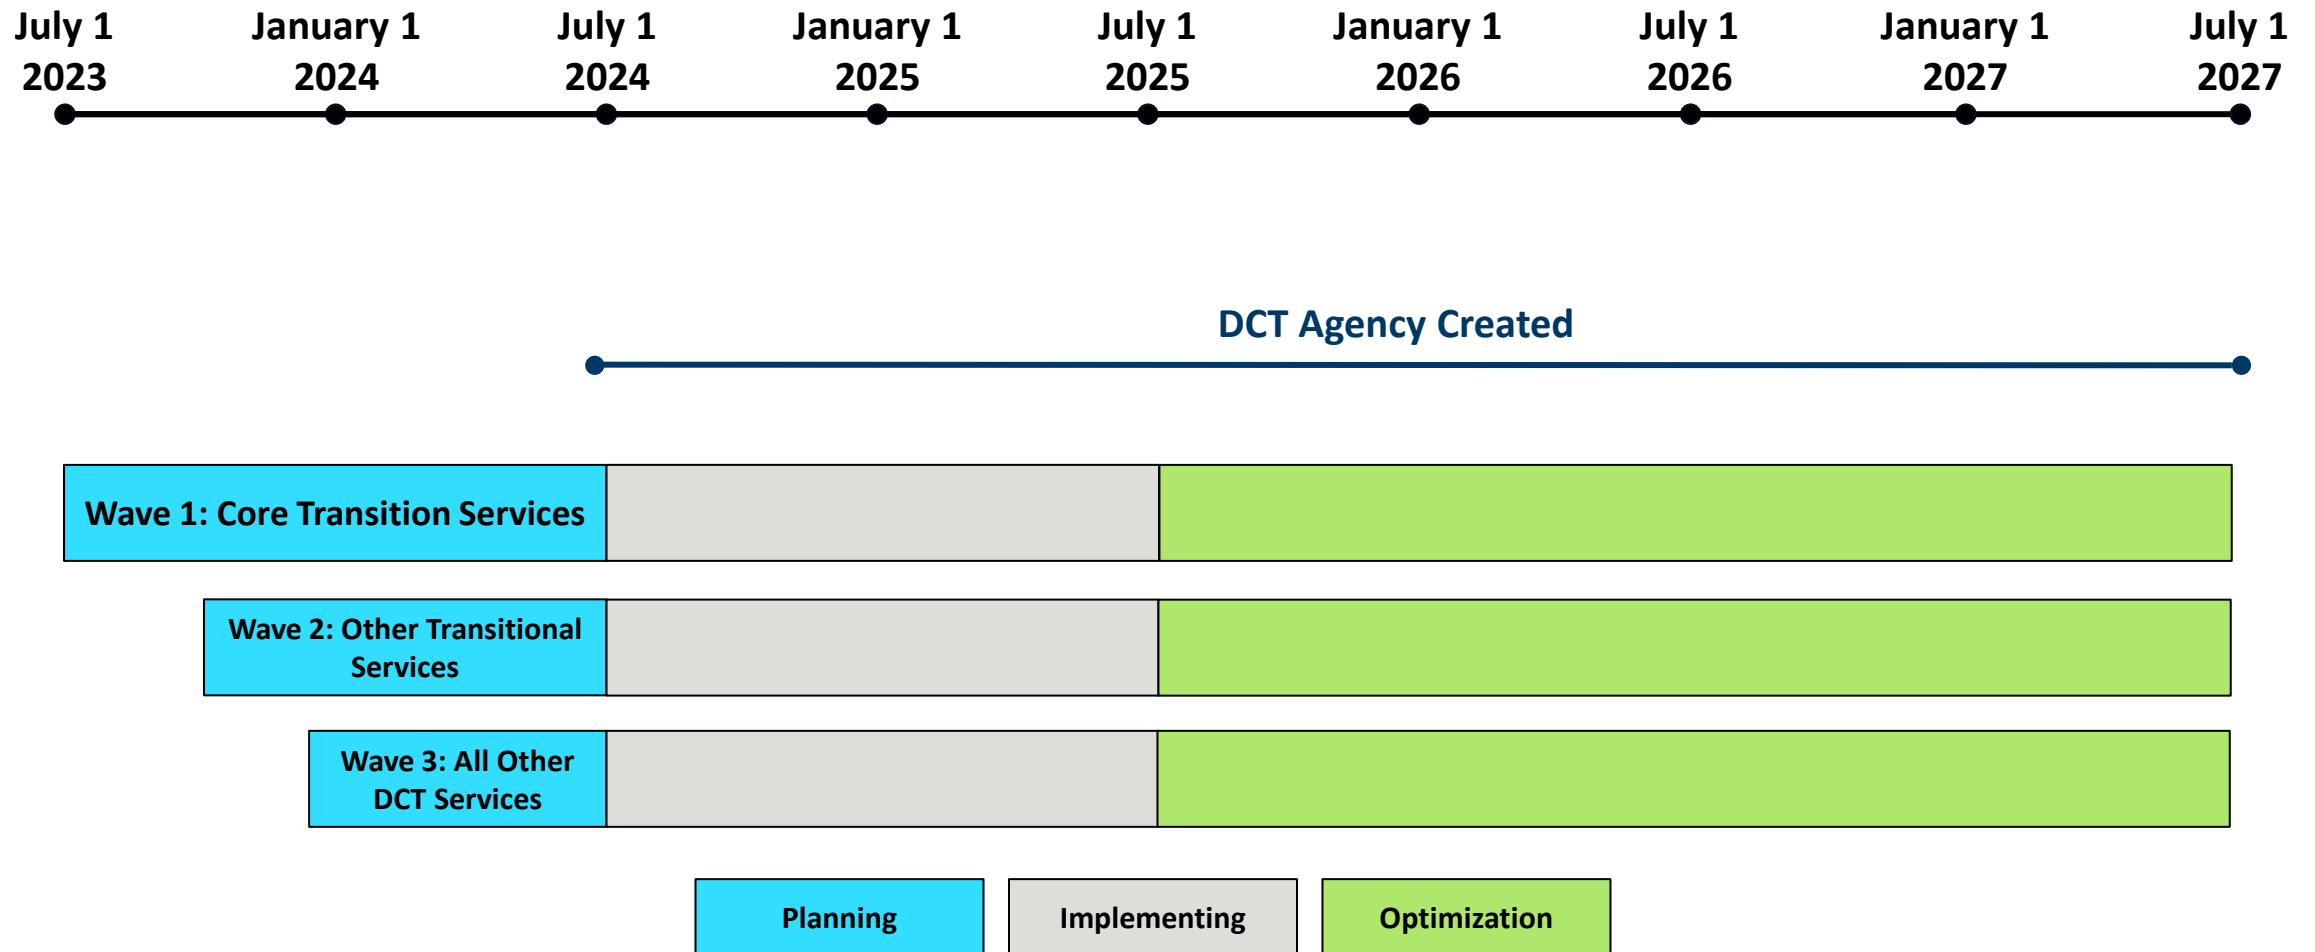 July 1 January 1 July 1 January 1 July 1 January 1 July 1 January 1 July 1
2023 2024 2024 2025 2025 2026 2026 2027 2027
DCT Agency Created
Wave 1: Core Transition Services
Wave 2: Other Transitional
Services
Wave 3: All Other
DCT Services
Planning Implementing Optimization